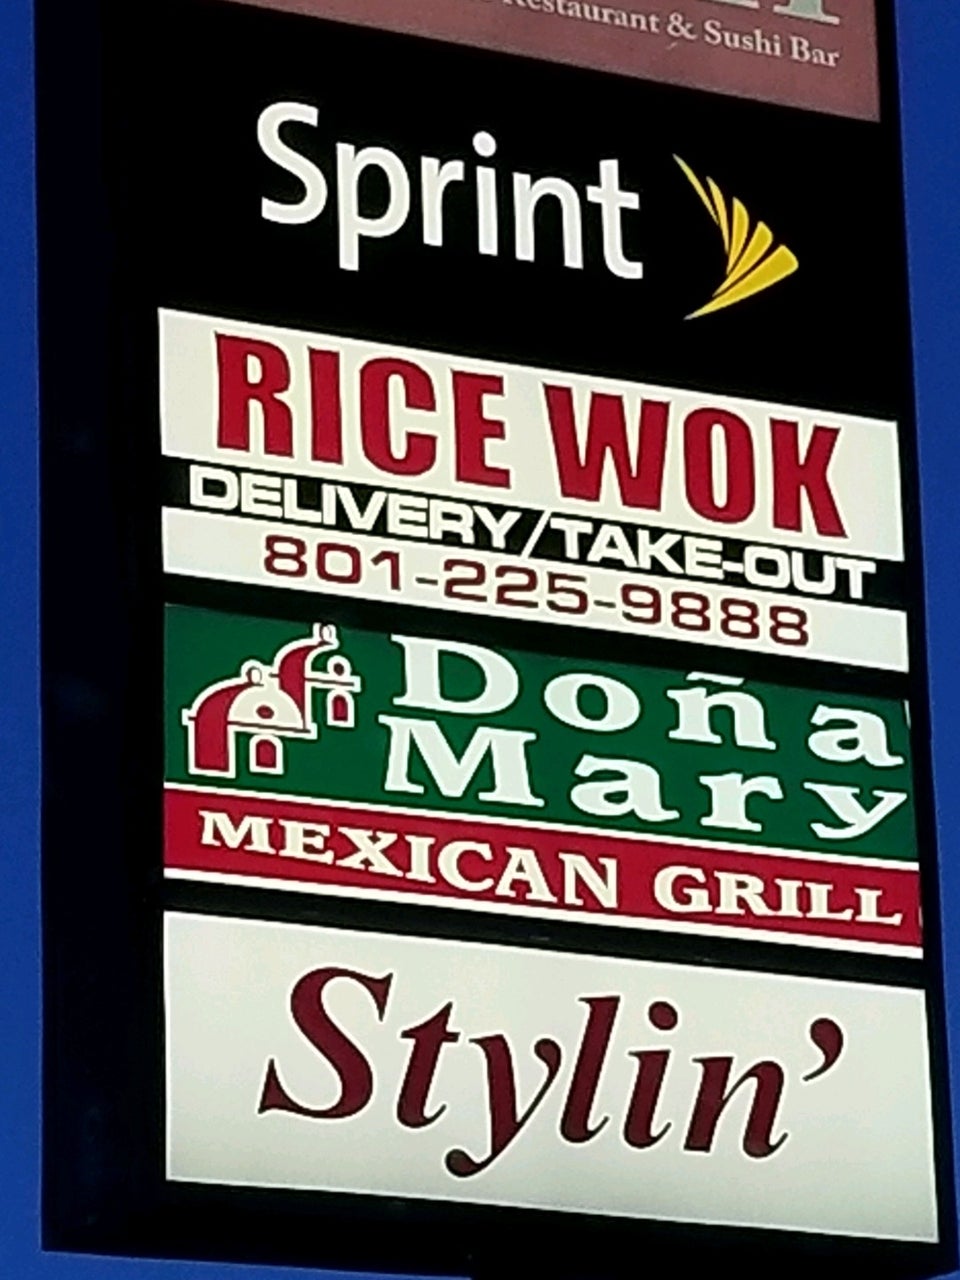 Restaurant & Sushi Bar
Sprint
RICE WOK
DELIVERY/TAKE-OUT
801-225-9888
Doña
Mary
MEXICAN GRILL
Stylin’